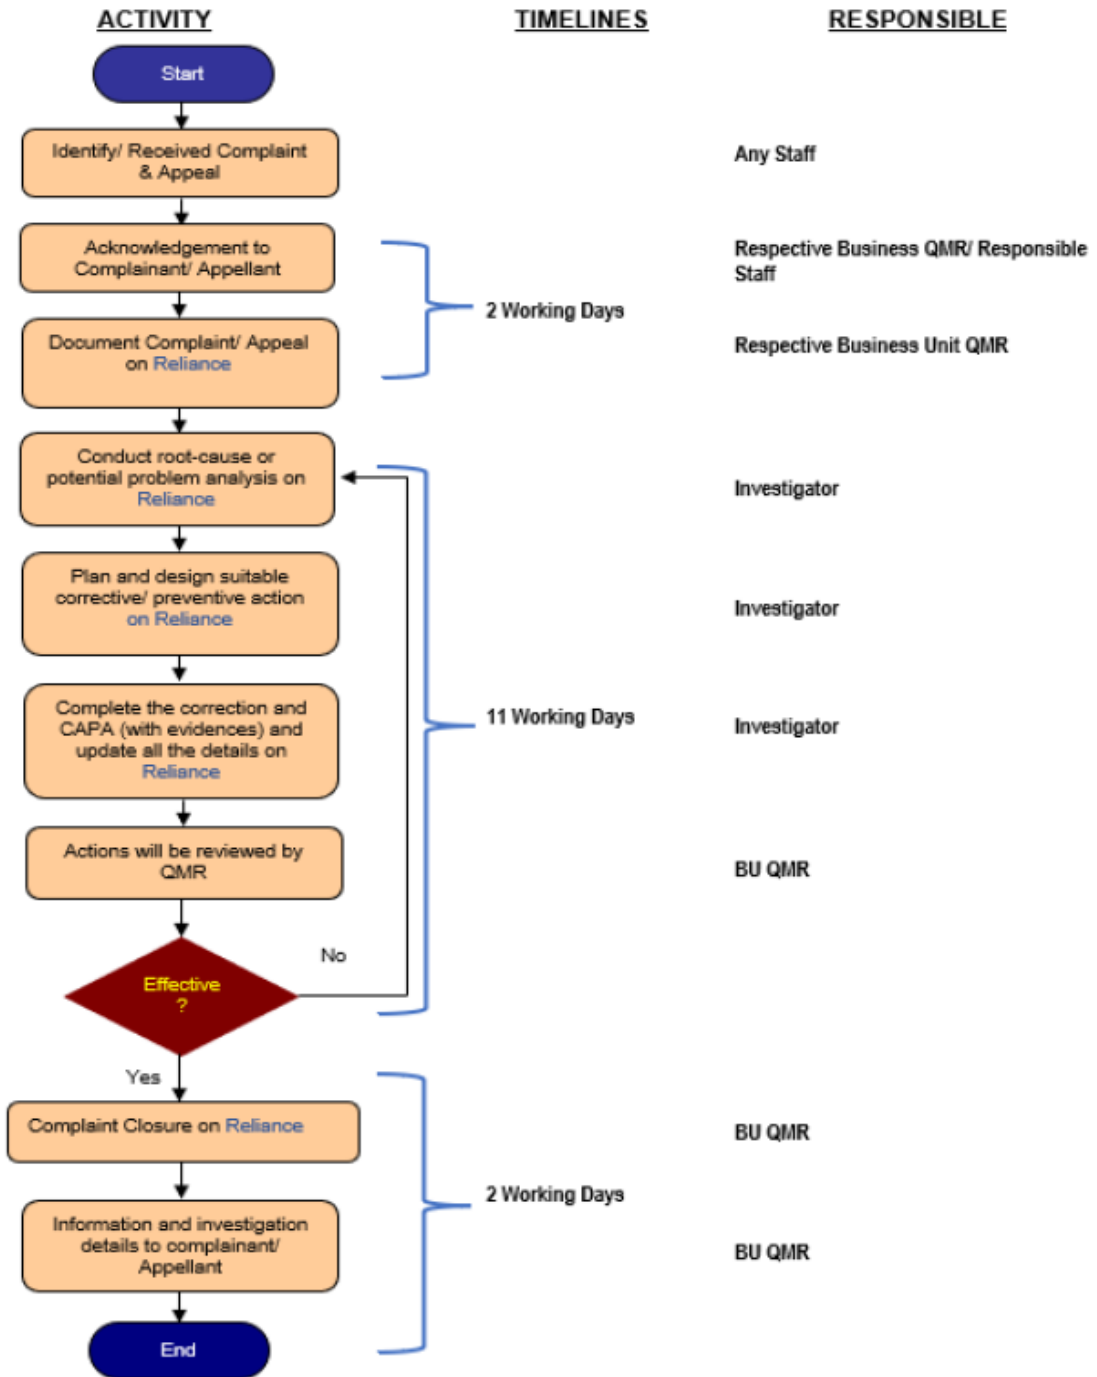 ACTIVITY
TIMELINES
RESPONSIBLE
Start
Identify/ Received Complaint
& Appeal
Any Staff
Acknowledgement to
Complainant/ Appellant
Respective Business QMR/ Responsible
Staff
2 Working Days
Document Complaint/ Appeal
on Reliance
Respective Business Unit QMR
Conduct root-cause or
potential problem analysis on
Reliance
Investigator
Plan and design suitable
corrective/ preventive action
on Reliance
Investigator
Complete the correction and
CAPA (with evidences) and
update all the details on
Reliance
11 Working Days
Investigator
Actions will be reviewed by
QMR
BU QMR
Effective
?
No
Yes
Complaint Closure on Reliance
BU QMR
2 Working Days
Information and investigation
details to complainant/
Appellant
BU QMR
End